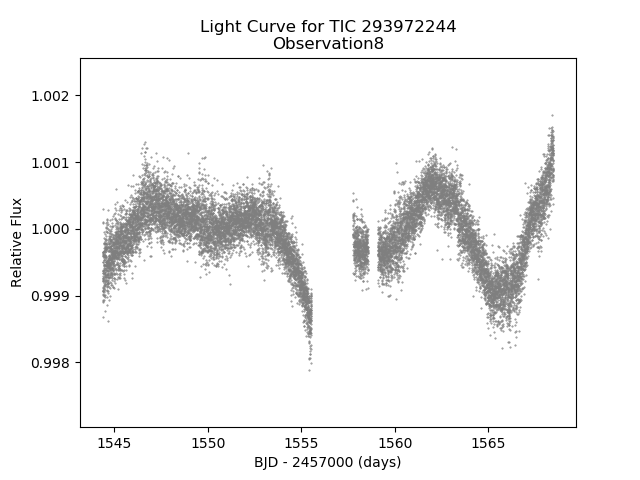 Light Curve for TIC 293972244
Observation8
1.002
1.001
1.000
0.999
0.998
Relative Flux
1545
1550
1555
1560
1565
BJD - 2457000 (days)